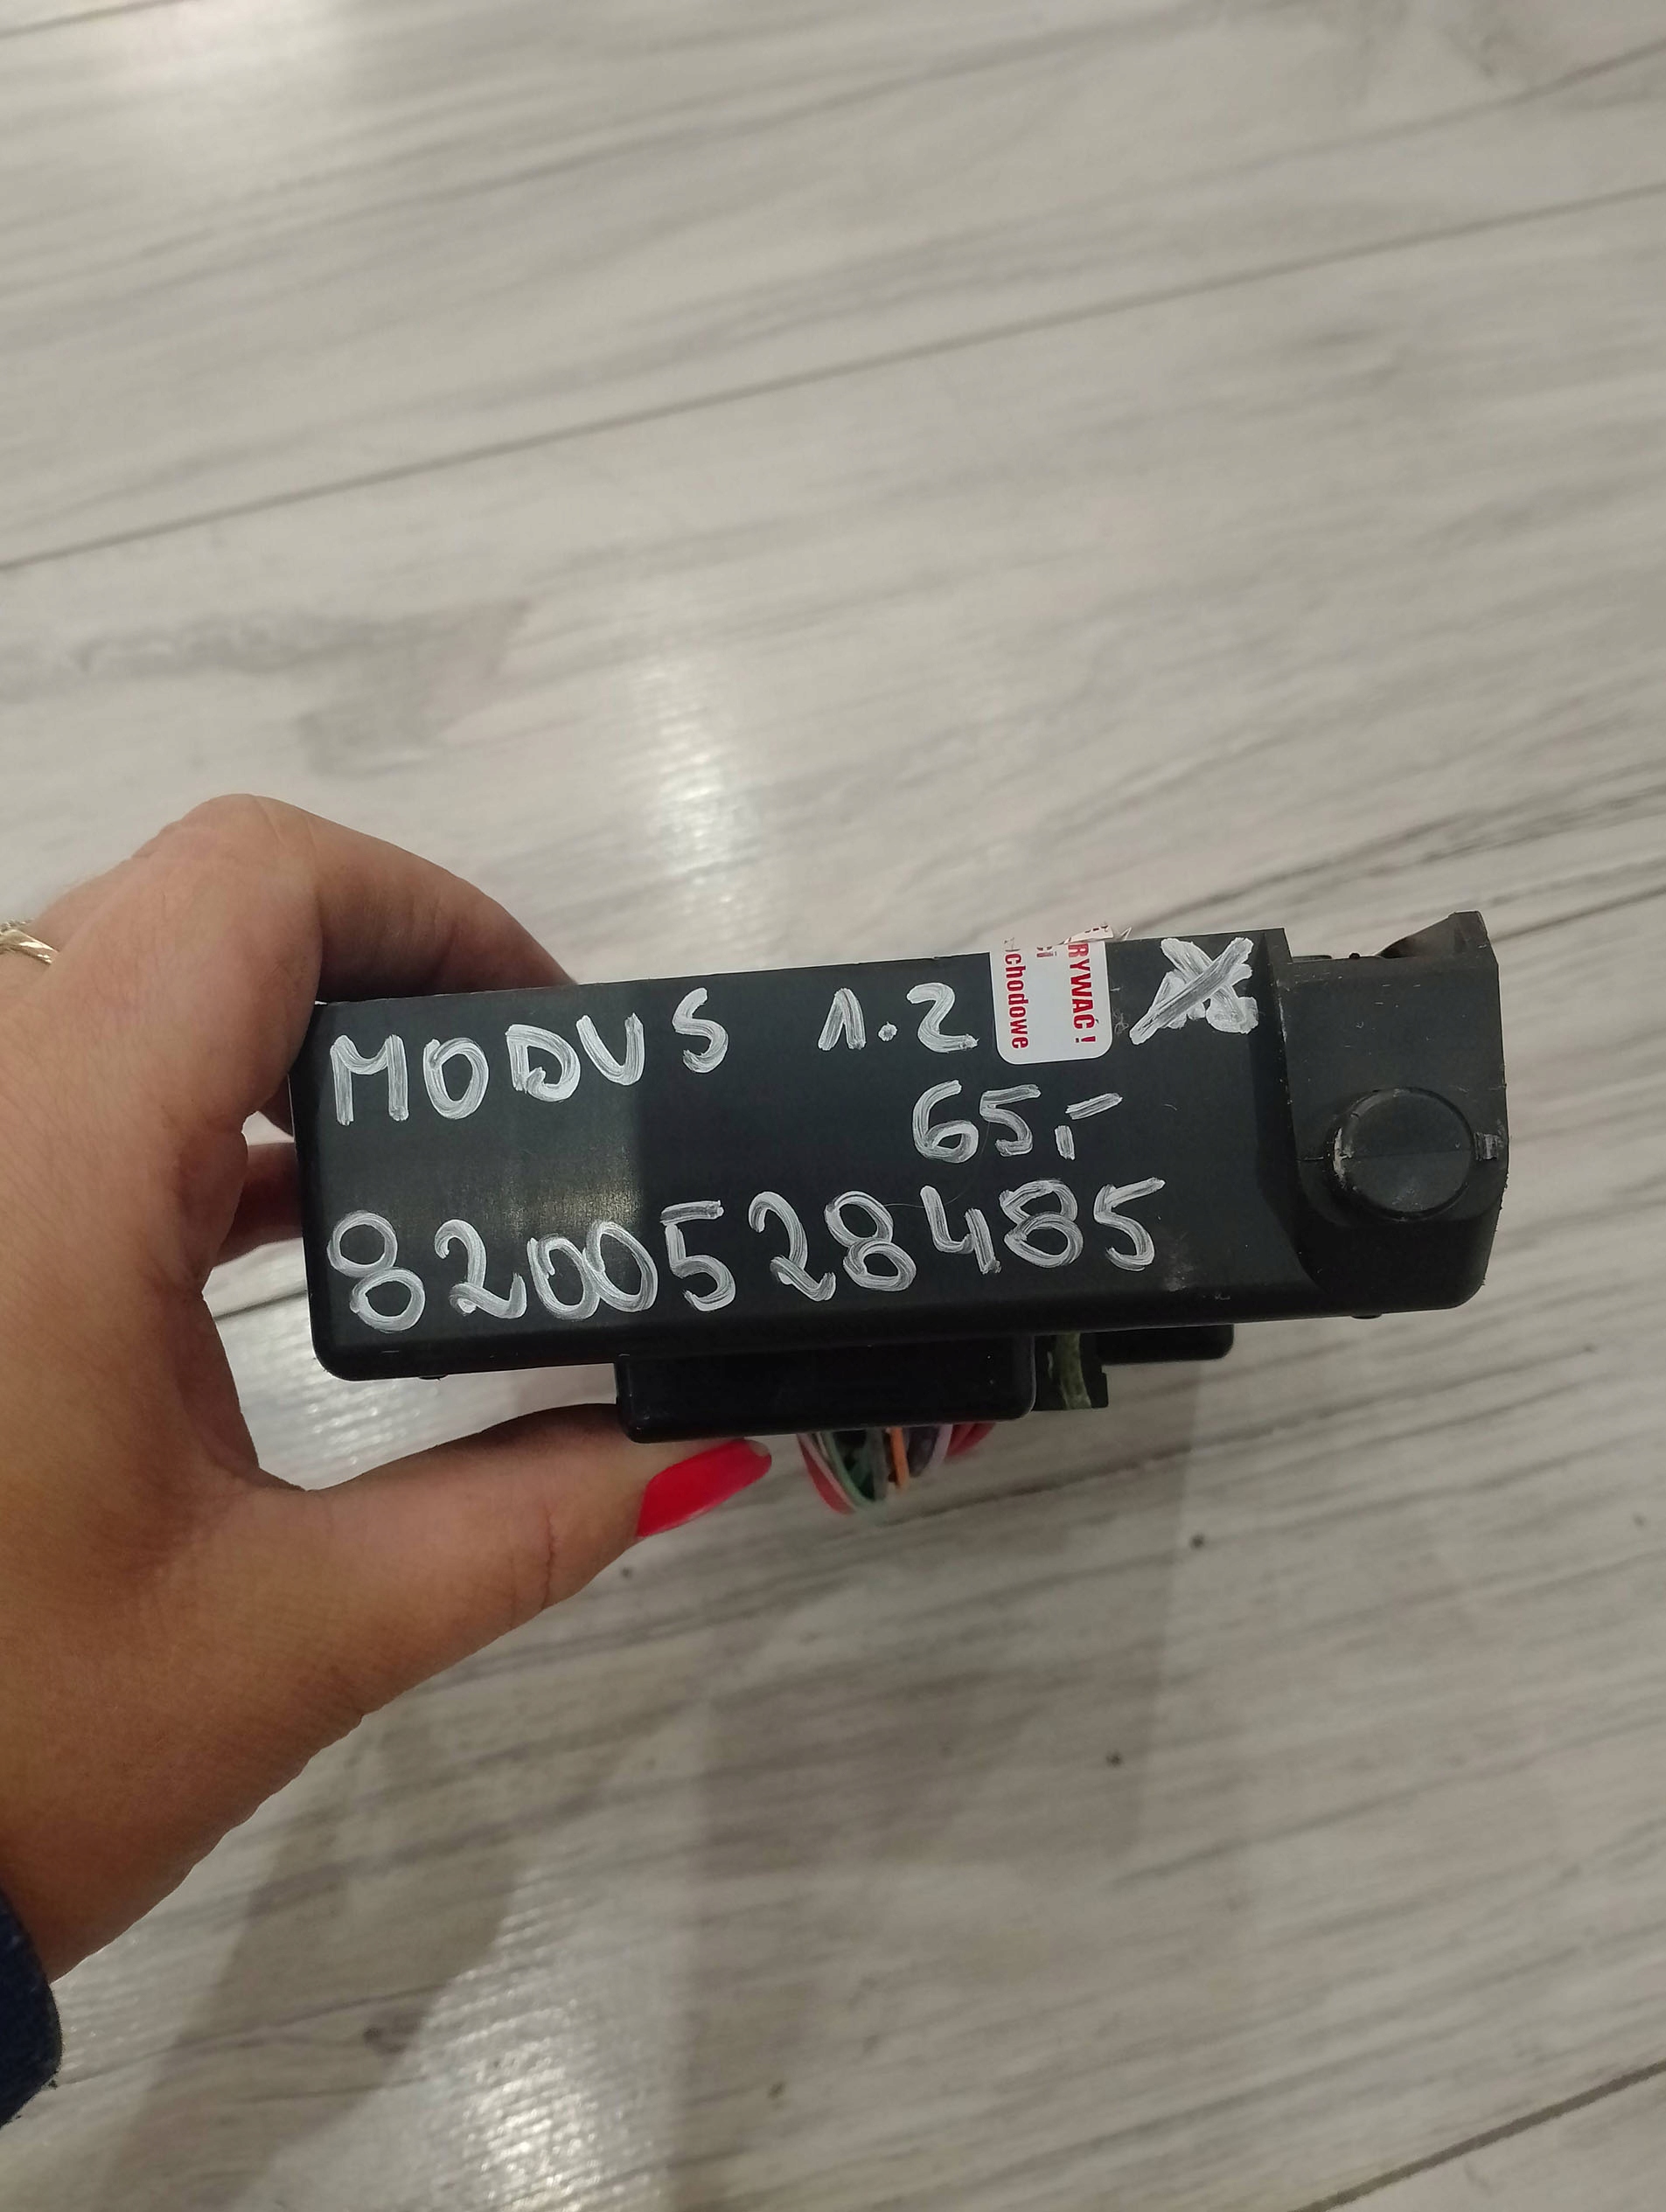 MODUS 1.2
65,-
8200528485
RYWAĆ!
chodowe